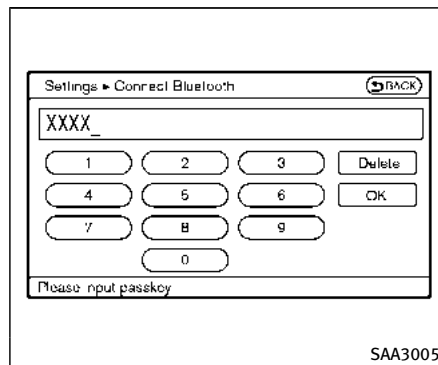 Settings ▸ Connect Bluetooth BACK
XXXX_
1 2 3 Delete
4 5 6 OK
7 8 9
0
Please input passkey
SAA3005